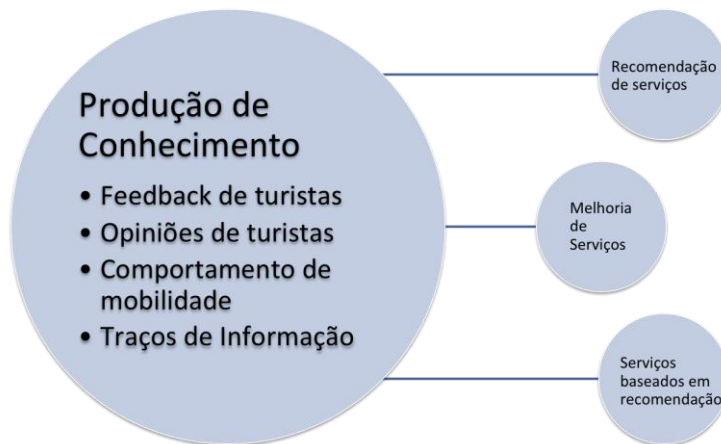 Produção de
Conhecimento
• Feedback de turistas
• Opiniões de turistas
• Comportamento de
mobilidade
• Traços de Informação
Recomendação
de serviços
Melhoria
de
Serviços
Serviços
baseados em
recomendação